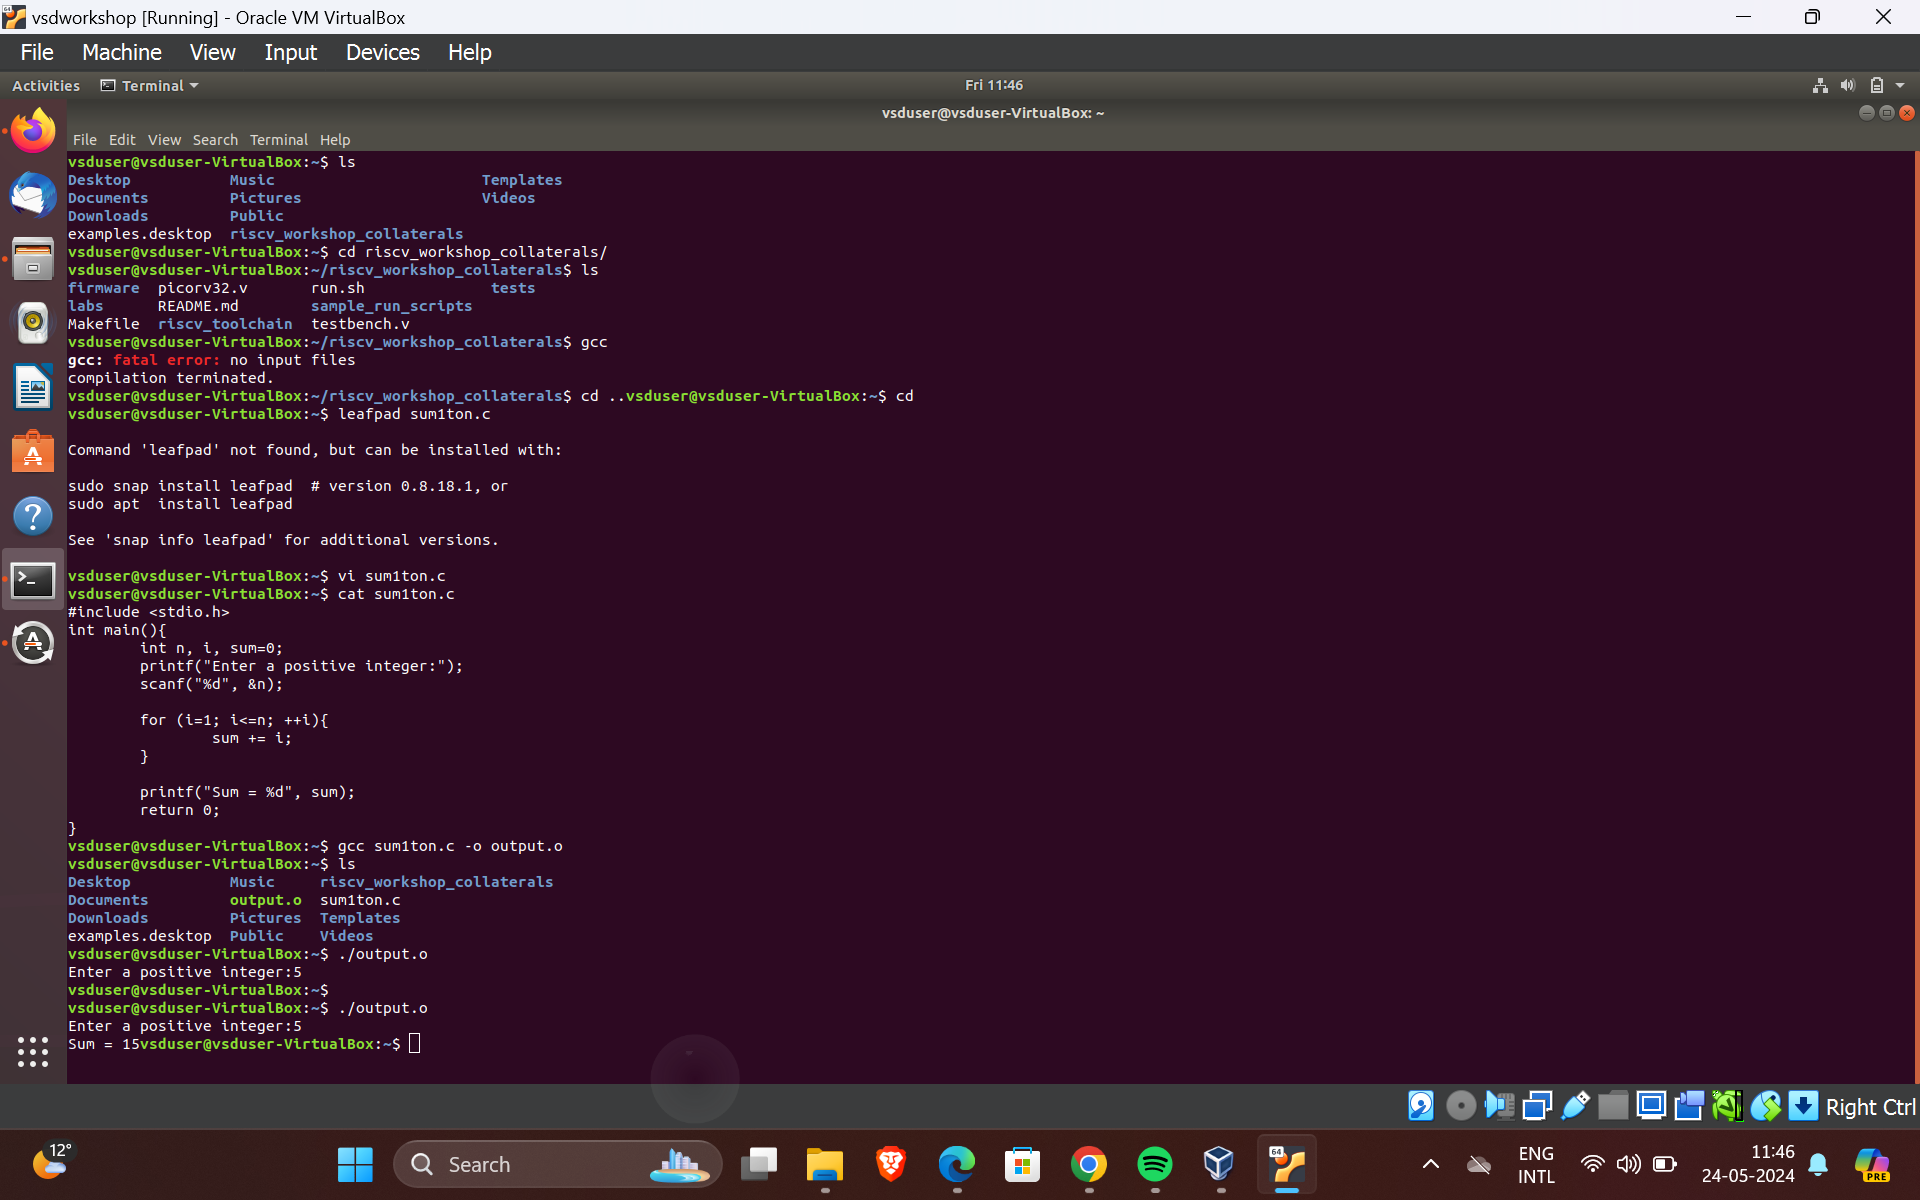 vsdworkshop [Running] - Oracle VM VirtualBox
File Machine View Input Devices Help
Activities Terminal Fri 11:46
vsduser@vsduser-VirtualBox: ~
File Edit View Search Terminal Help
vsduser@vsduser-VirtualBox:~$ ls
Desktop Music Templates
Documents Pictures Videos
Downloads Public
examples.desktop riscv_workshop_collaterals
vsduser@vsduser-VirtualBox:~$ cd riscv_workshop_collaterals/
vsduser@vsduser-VirtualBox:~/riscv_workshop_collaterals$ ls
firmware picorv32.v run.sh tests
labs README.md sample_run_scripts
Makefile riscv_toolchain testbench.v
vsduser@vsduser-VirtualBox:~/riscv_workshop_collaterals$ gcc
gcc: fatal error: no input files
compilation terminated.
vsduser@vsduser-VirtualBox:~/riscv_workshop_collaterals$ cd ..vsduser@vsduser-VirtualBox:~$ cd
vsduser@vsduser-VirtualBox:~$ leafpad sum1ton.c
Command 'leafpad' not found, but can be installed with:
sudo snap install leafpad # version 0.8.18.1, or
sudo apt install leafpad
See 'snap info leafpad' for additional versions.
vsduser@vsduser-VirtualBox:~$ vi sum1ton.c
vsduser@vsduser-VirtualBox:~$ cat sum1ton.c
#include <stdio.h>
int main(){
int n, i, sum=0;
printf("Enter a positive integer:");
scanf("%d", &n);
for (i=1; i<=n; ++i){
sum += i;
}
printf("Sum = %d", sum);
return 0;
}
vsduser@vsduser-VirtualBox:~$ gcc sum1ton.c -o output.o
vsduser@vsduser-VirtualBox:~$ ls
Desktop Music riscv_workshop_collaterals
Documents output.o sum1ton.c
Downloads Pictures Templates
examples.desktop Public Videos
vsduser@vsduser-VirtualBox:~$ ./output.o
Enter a positive integer:5
vsduser@vsduser-VirtualBox:~$
vsduser@vsduser-VirtualBox:~$ ./output.o
Enter a positive integer:5
Sum = 15vsduser@vsduser-VirtualBox:~$
Right Ctrl
12°
Search
64
ENG
INTL
11:46
24-05-2024
PRE